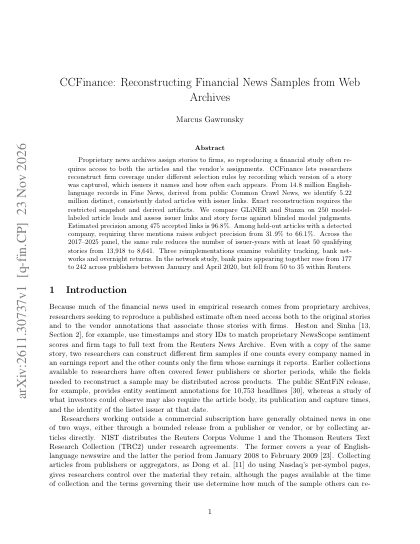 CCFinance: Reconstructing Financial News Samples from Web
Archives
Marcus Gawronsky
Abstract
Proprietary news archives assign stories to firms, so reproducing a financial study often re-
quires access to both the articles and the vendor's assignments. CCFinance lets researchers
reconstruct firm coverage under different selection rules by recording which version of a story
was captured, which issuers it names and how often each appears. From 14.8 million English-
language records in Fine News, derived from public Common Crawl News, we identify 5.22
million distinct, consistently dated articles with issuer links. Exact reconstruction requires the
restricted snapshot and derived artifacts. We compare GLiNER and Stanza on 250 model-
labeled article leads and assess issuer links and story focus against blinded model judgments.
Estimated precision among 475 accepted links is 96.8%. Among held-out articles with a detected
company, requiring three mentions raises subject precision from 31.9% to 66.1%. Across the
2017–2025 panel, the same rule reduces the number of issuer-years with at least 50 qualifying
stories from 13,918 to 8,641. Three reimplementations examine volatility tracking, bank net-
works and overnight returns. In the network study, bank pairs appearing together rose from 177
to 242 across publishers between January and April 2020, but fell from 50 to 35 within Reuters.
1 Introduction
Because much of the financial news used in empirical research comes from proprietary archives,
researchers seeking to reproduce a published estimate often need access both to the original stories
and to the vendor annotations that associate those stories with firms. Heston and Sinha [13,
Section 2], for example, use timestamps and story IDs to match proprietary NewsScope sentiment
scores and firm tags to full text from the Reuters News Archive. Even with a copy of the same
story, two researchers can construct different firm samples if one counts every company named in
an earnings report and the other counts only the firm whose earnings it reports. Earlier collections
available to researchers have often covered fewer publishers or shorter periods, while the fields
needed to reconstruct a sample may be distributed across products. The public SEntFiN release,
for example, provides entity sentiment annotations for 10,753 headlines [30], whereas a study of
what investors could observe may also require the article body, its publication and capture times,
and the identity of the listed issuer at that date.
Researchers working outside a commercial subscription have generally obtained news in one
of two ways, either through a bounded release from a publisher or vendor, or by collecting ar-
ticles directly. NIST distributes the Reuters Corpus Volume 1 and the Thomson Reuters Text
Research Collection (TRC2) under research agreements. The former covers a year of English-
language newswire and the latter the period from January 2008 to February 2009 [23]. Collecting
articles from publishers or aggregators, as Dong et al. [11] do using Nasdaq's per-symbol pages,
gives researchers control over the material they retain, although the pages available at the time
of collection and the terms governing their use determine how much of the sample others can re-
1
arXiv:2611.30737v1 [q-fin.CP] 23 Nov 2026